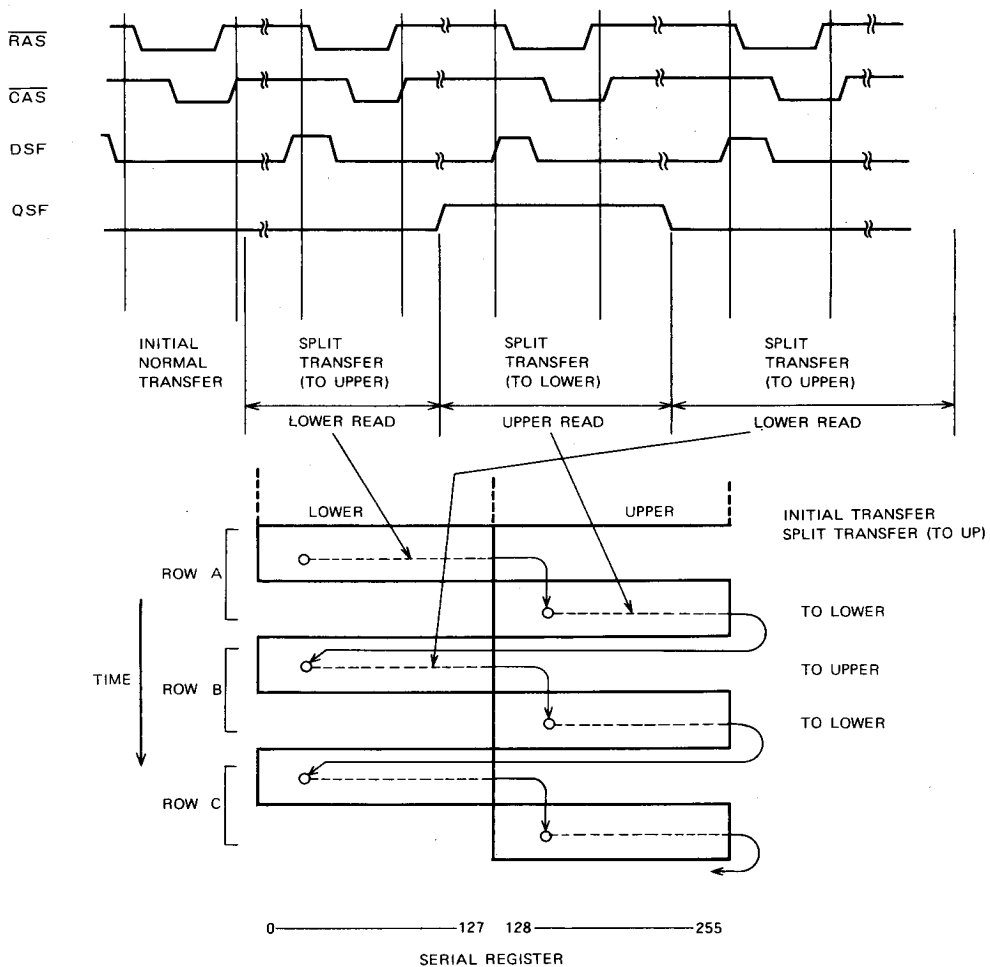 RAS
CAS
DSF
QSF
INITIAL
NORMAL
TRANSFER
SPLIT
TRANSFER
(TO UPPER)
SPLIT
TRANSFER
(TO LOWER)
SPLIT
TRANSFER
(TO UPPER)
LOWER READ
UPPER READ
LOWER READ
LOWER
UPPER
INITIAL TRANSFER
SPLIT TRANSFER (TO UP)
ROW A
TO LOWER
TIME
ROW B
TO UPPER
TO LOWER
ROW C
0 127 128 255
SERIAL REGISTER